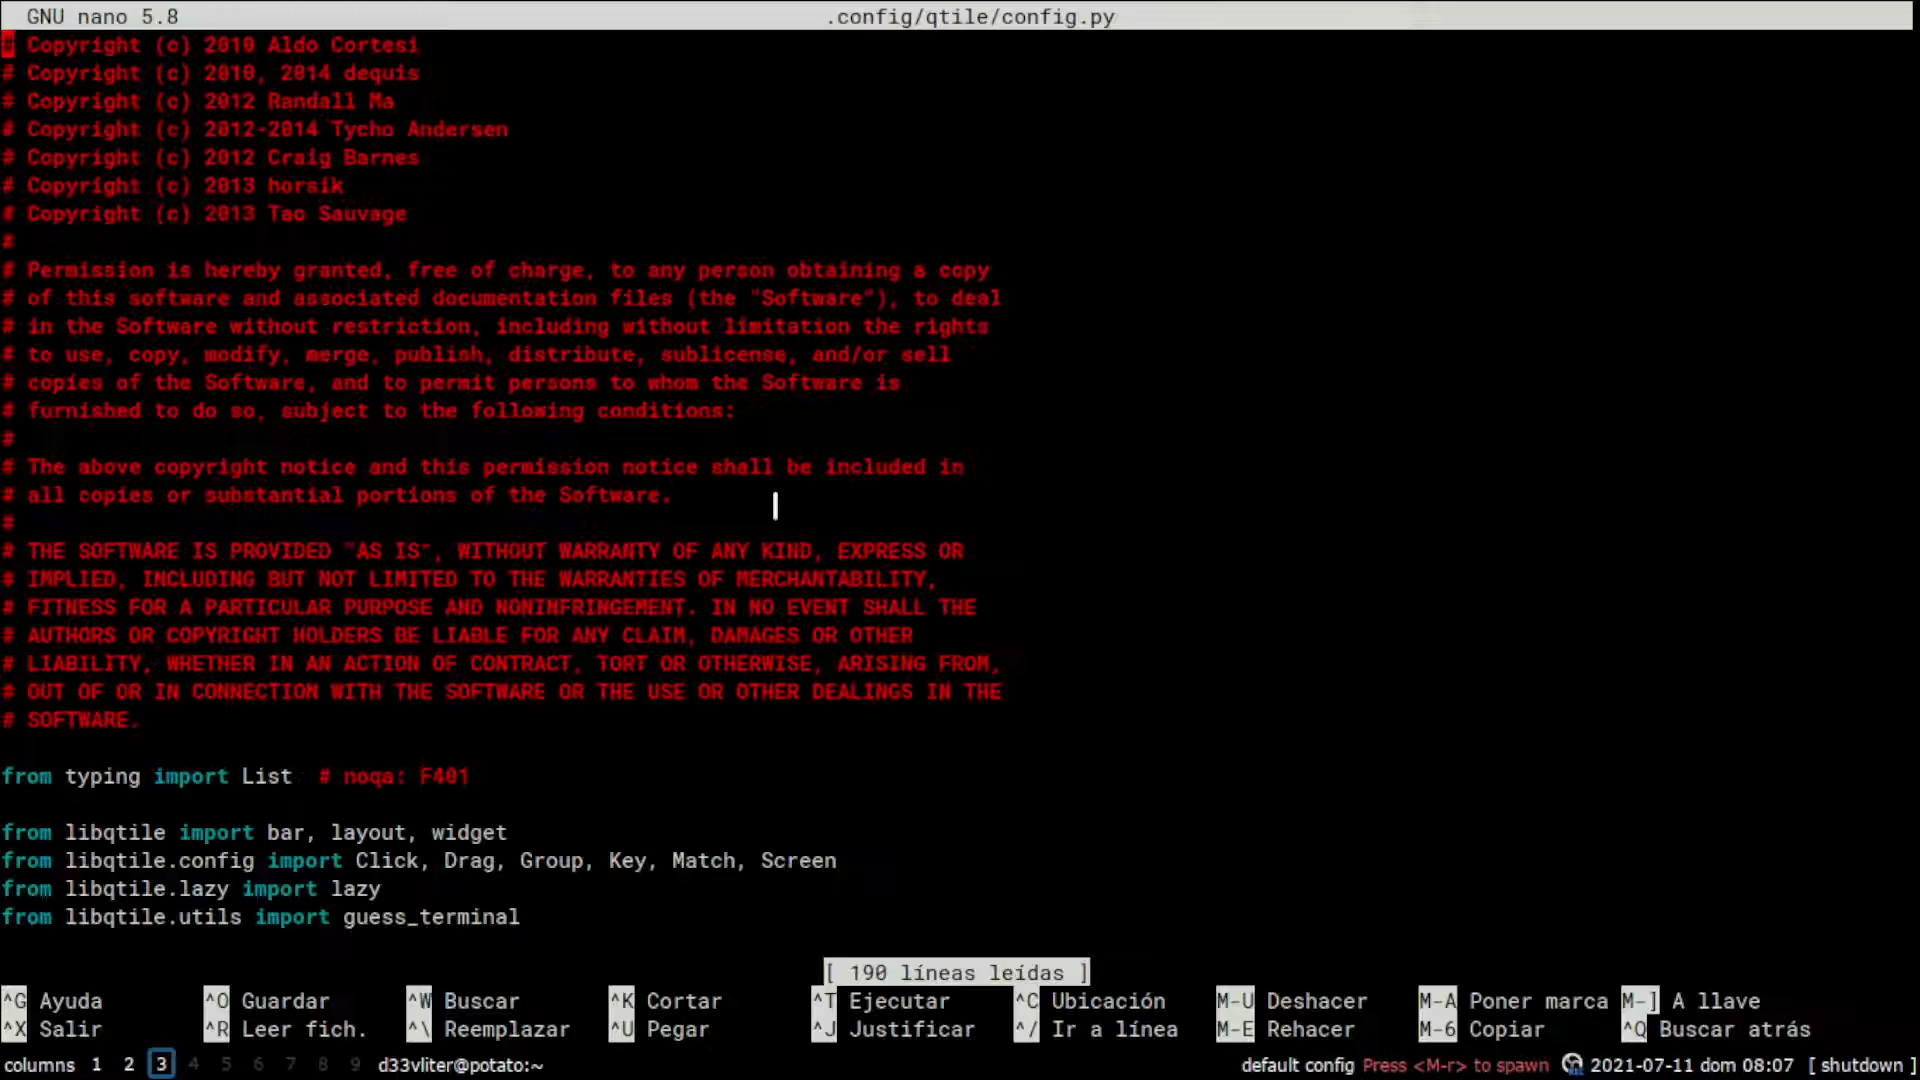 GNU nano 5.8 .config/qtile/config.py
# Copyright (c) 2010 Aldo Cortesi
# Copyright (c) 2010, 2014 dequis
# Copyright (c) 2012 Randall Ma
# Copyright (c) 2012-2014 Tycho Andersen
# Copyright (c) 2012 Craig Barnes
# Copyright (c) 2013 horsik
# Copyright (c) 2013 Tao Sauvage
#
# Permission is hereby granted, free of charge, to any person obtaining a copy
# of this software and associated documentation files (the "Software"), to deal
# in the Software without restriction, including without limitation the rights
# to use, copy, modify, merge, publish, distribute, sublicense, and/or sell
# copies of the Software, and to permit persons to whom the Software is
# furnished to do so, subject to the following conditions:
#
# The above copyright notice and this permission notice shall be included in
# all copies or substantial portions of the Software.
#
# THE SOFTWARE IS PROVIDED "AS IS", WITHOUT WARRANTY OF ANY KIND, EXPRESS OR
# IMPLIED, INCLUDING BUT NOT LIMITED TO THE WARRANTIES OF MERCHANTABILITY,
# FITNESS FOR A PARTICULAR PURPOSE AND NONINFRINGEMENT. IN NO EVENT SHALL THE
# AUTHORS OR COPYRIGHT HOLDERS BE LIABLE FOR ANY CLAIM, DAMAGES OR OTHER
# LIABILITY, WHETHER IN AN ACTION OF CONTRACT, TORT OR OTHERWISE, ARISING FROM,
# OUT OF OR IN CONNECTION WITH THE SOFTWARE OR THE USE OR OTHER DEALINGS IN THE
# SOFTWARE.
from typing import List  # noqa: F401
from libqtile import bar, layout, widget
from libqtile.config import Click, Drag, Group, Key, Match, Screen
from libqtile.lazy import lazy
from libqtile.utils import guess_terminal
[ 190 líneas leídas ]
^G Ayuda ^O Guardar ^W Buscar ^K Cortar ^T Ejecutar ^C Ubicación M-U Deshacer M-A Poner marca M-] A llave
^X Salir ^R Leer fich. ^\ Reemplazar ^U Pegar ^J Justificar ^/ Ir a línea M-E Rehacer M-6 Copiar ^Q Buscar atrás
columns 1 2 3 4 5 6 7 8 9 d33vliter@potato:~ default config Press <M-r> to spawn 2021-07-11 dom 08:07 [ shutdown ]